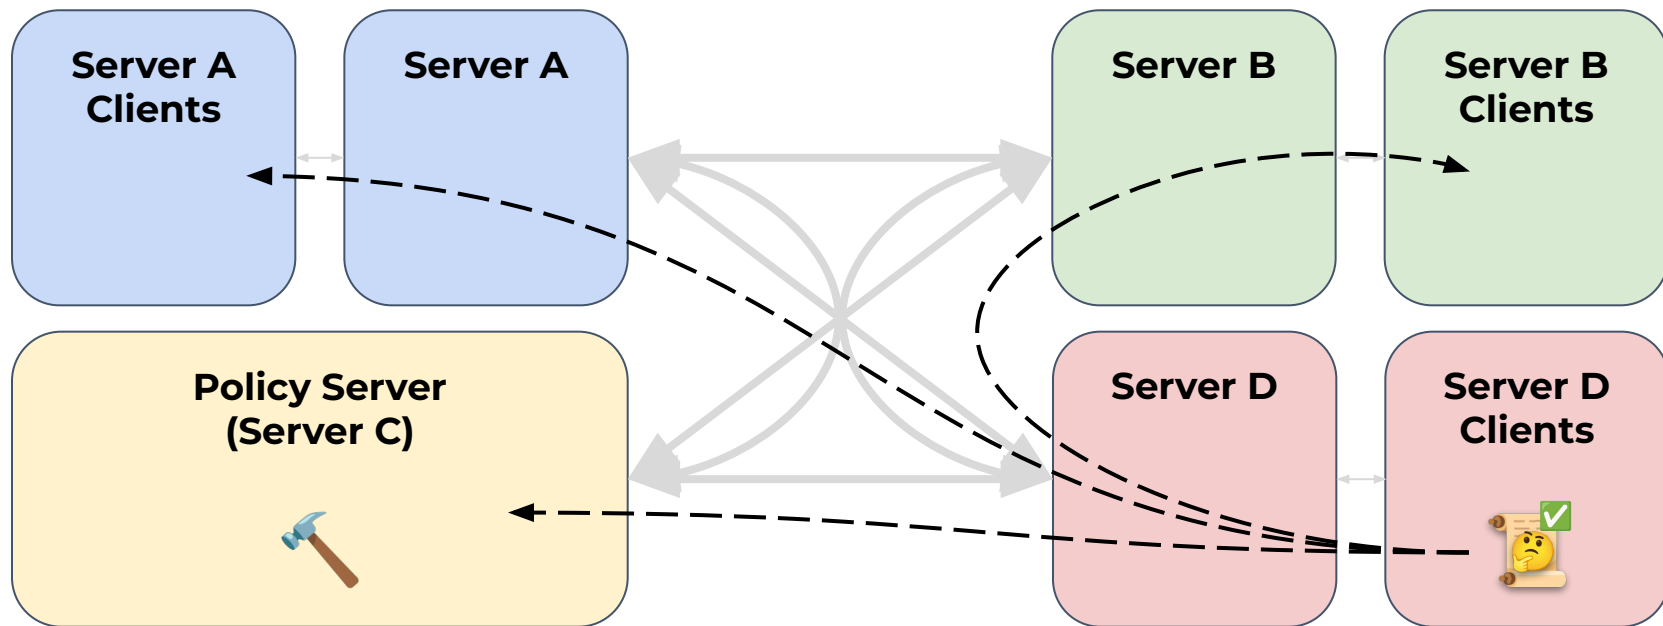 Server A
Clients
Server A
Server B
Server B
Clients
Policy Server
(Server C)
Server D
Server D
Clients